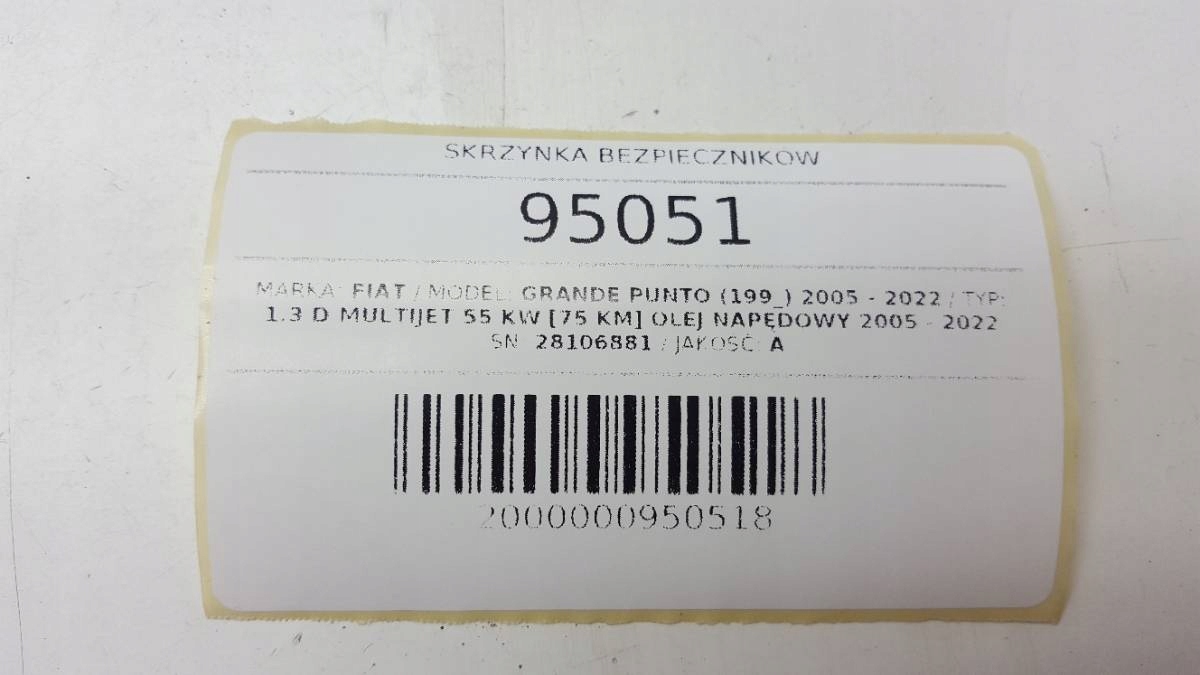 SKRZYNKA BEZPIECZNIKÓW
95051
MARKA: FIAT / MODEL: GRANDE PUNTO (199_) 2005 - 2022 / TYP:
1.3 D MULTIJET 55 KW [75 KM] OLEJ NAPĘDOWY 2005 - 2022
SN: 28106881 / JAKOŚĆ: A
2000000950518